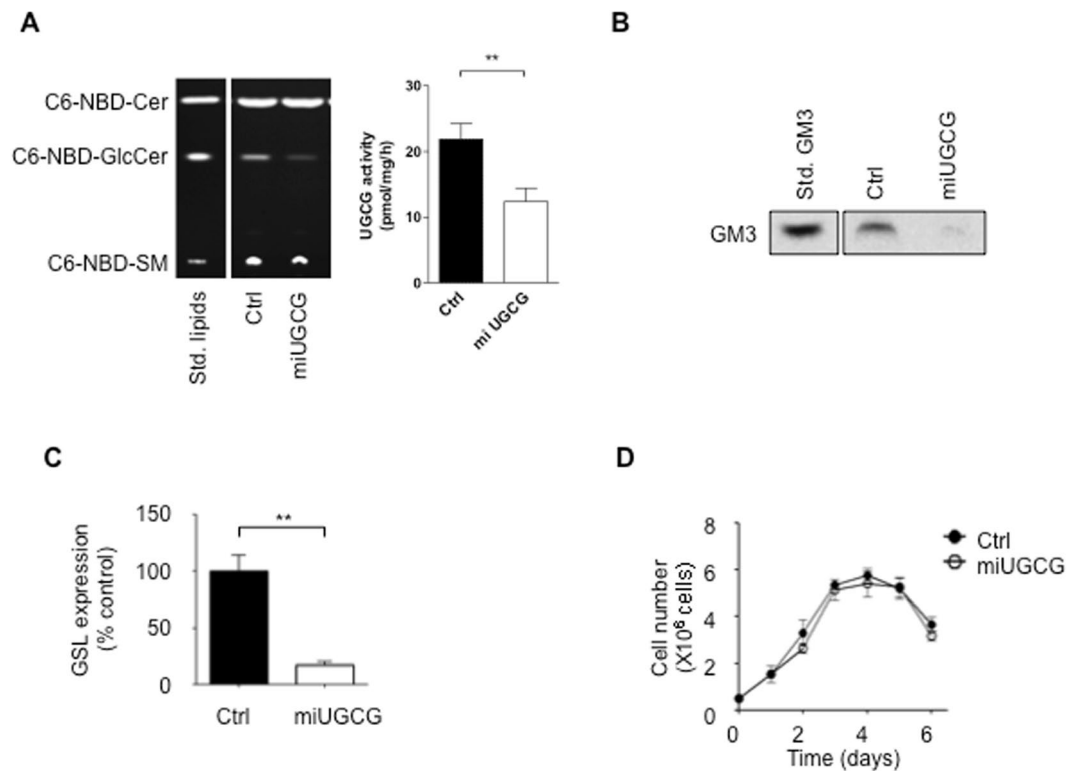 A
C6-NBD-Cer
C6-NBD-GlcCer
C6-NBD-SM
Std. lipids
Ctrl
miUGCG
UGCG activity
(pmol/mg/h)
30
20
10
0
**
Ctrl
mi UGCG
B
Std. GM3
Ctrl
miUGCG
GM3
C
GSL expression
(% control)
150
100
50
0
**
Ctrl
miUGCG
D
Cell number
(X10⁶ cells)
8
6
4
2
0
0
2
4
6
Time (days)
Ctrl
miUGCG